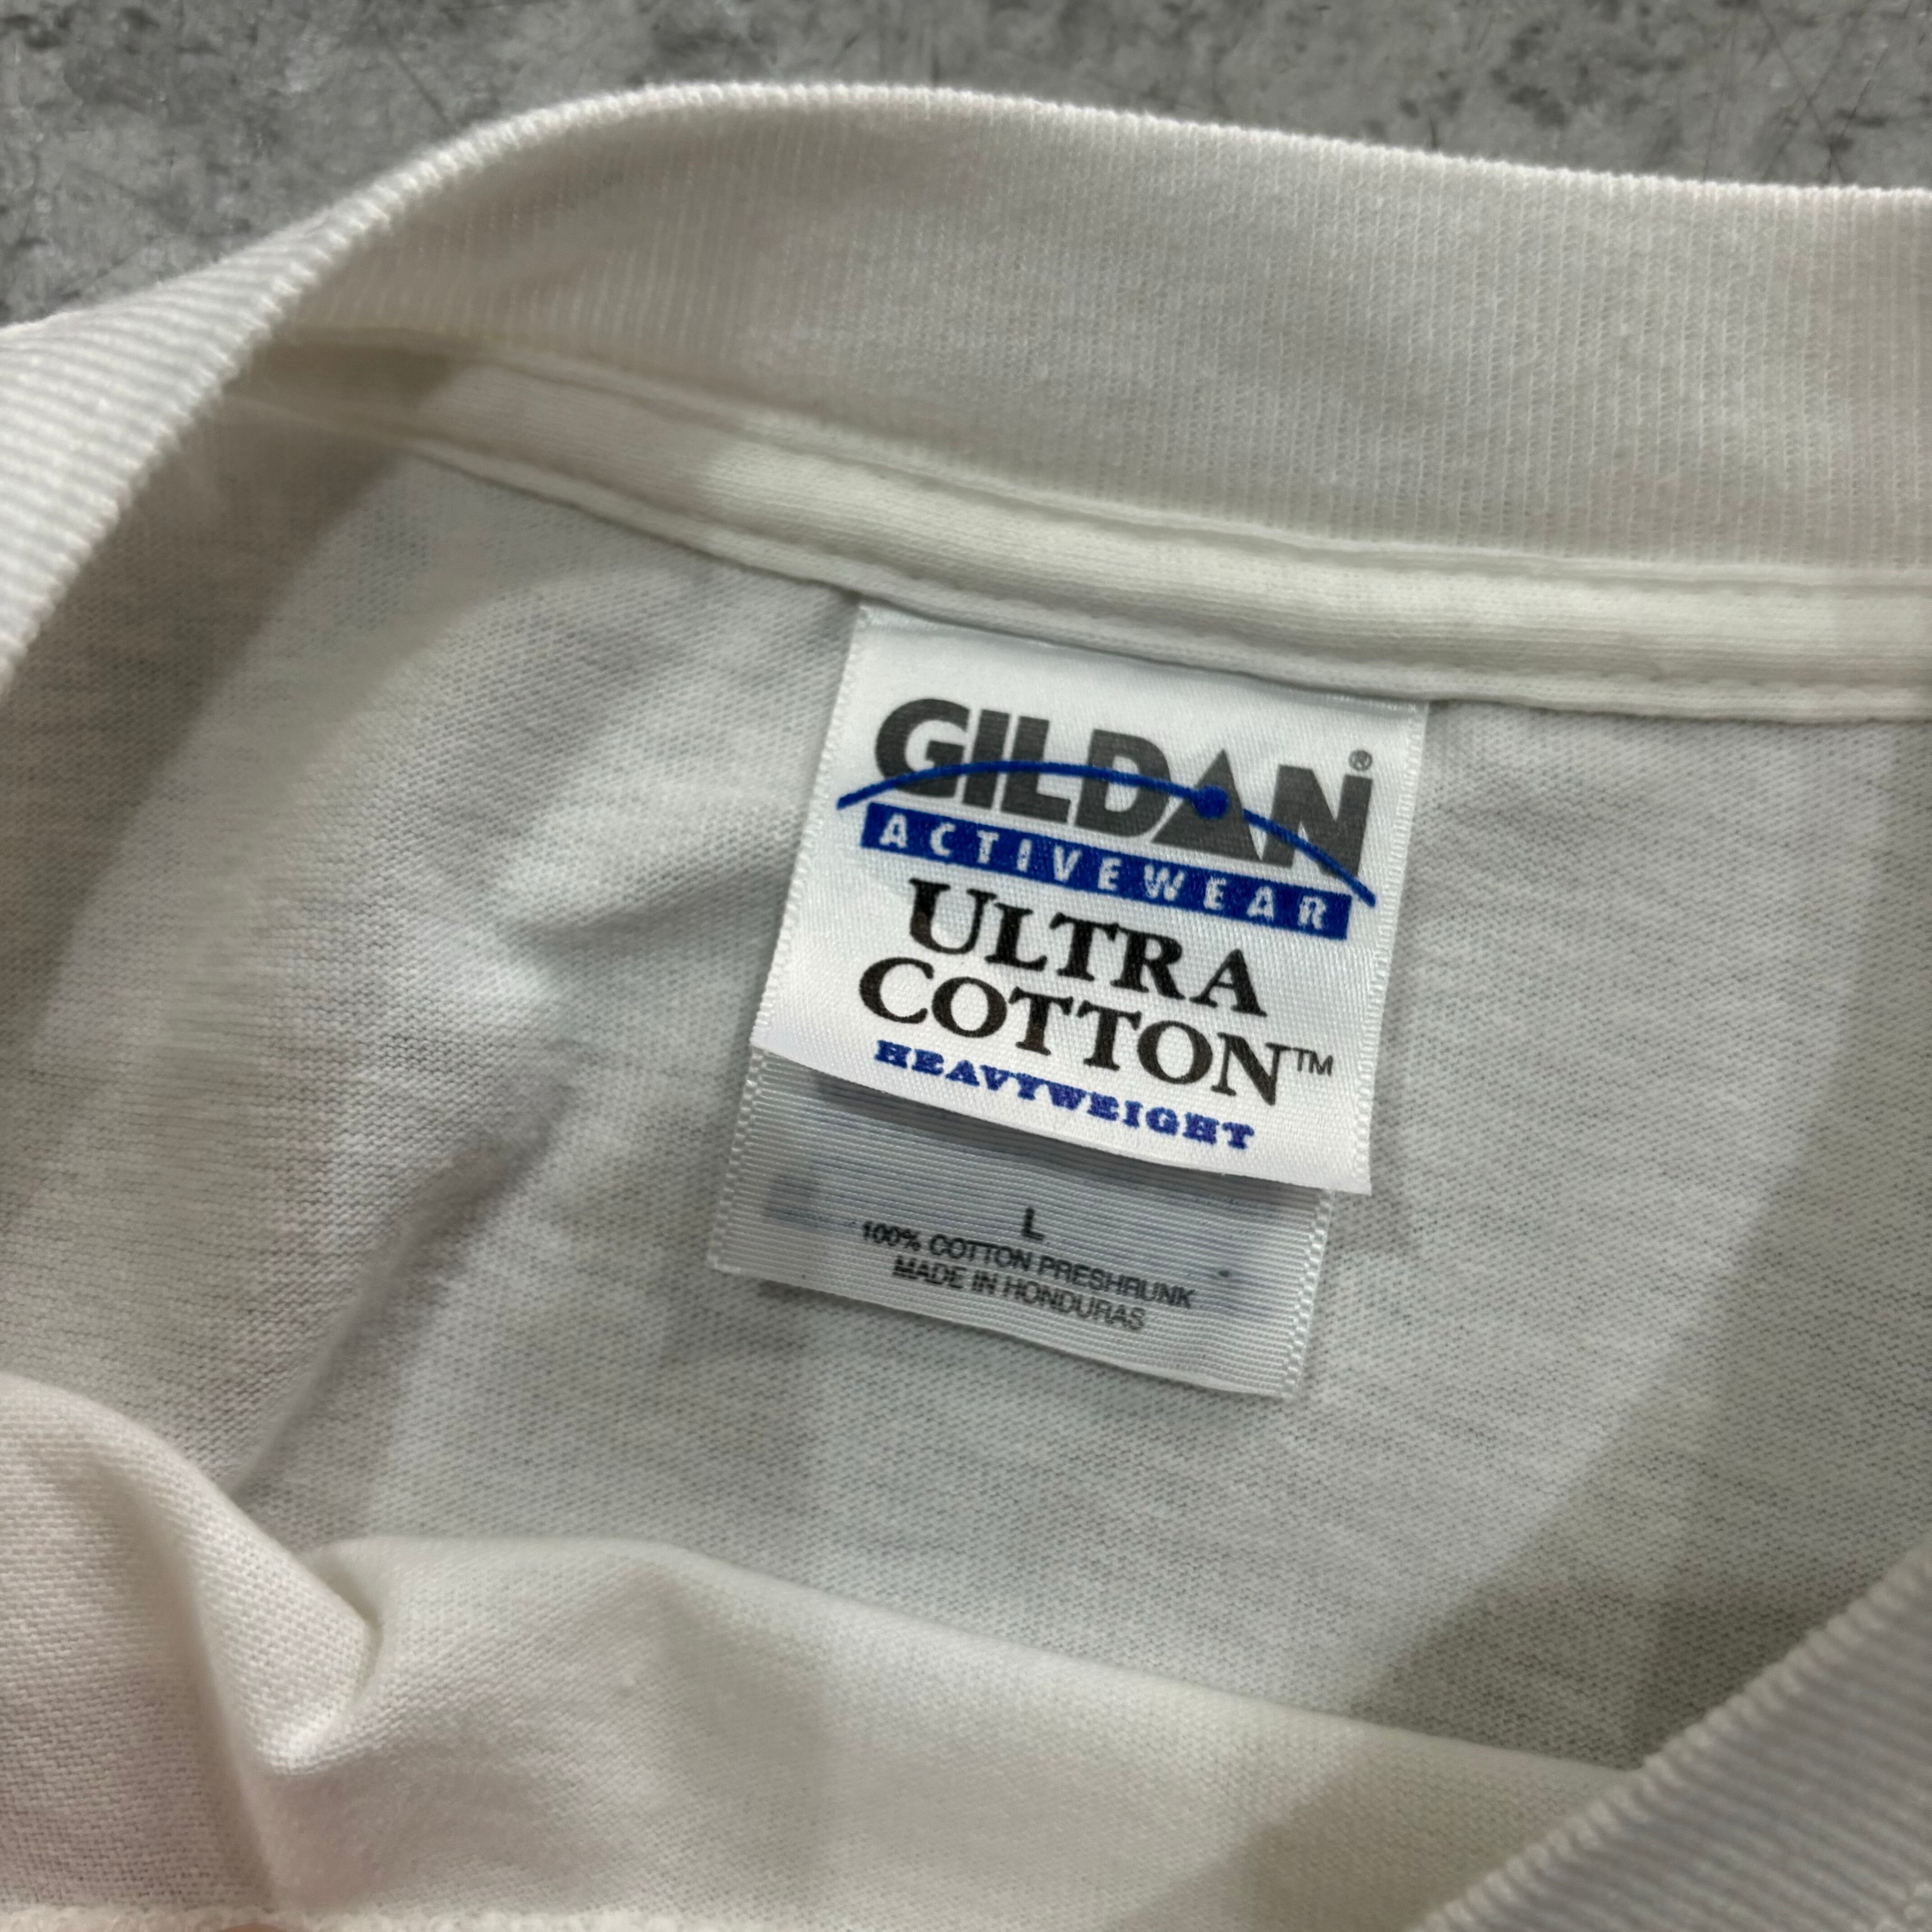 GILDAN®
ACTIVEWEAR
ULTRA
COTTON™
HEAVYWEIGHT
L
100% COTTON PRESHRUNK
MADE IN HONDURAS